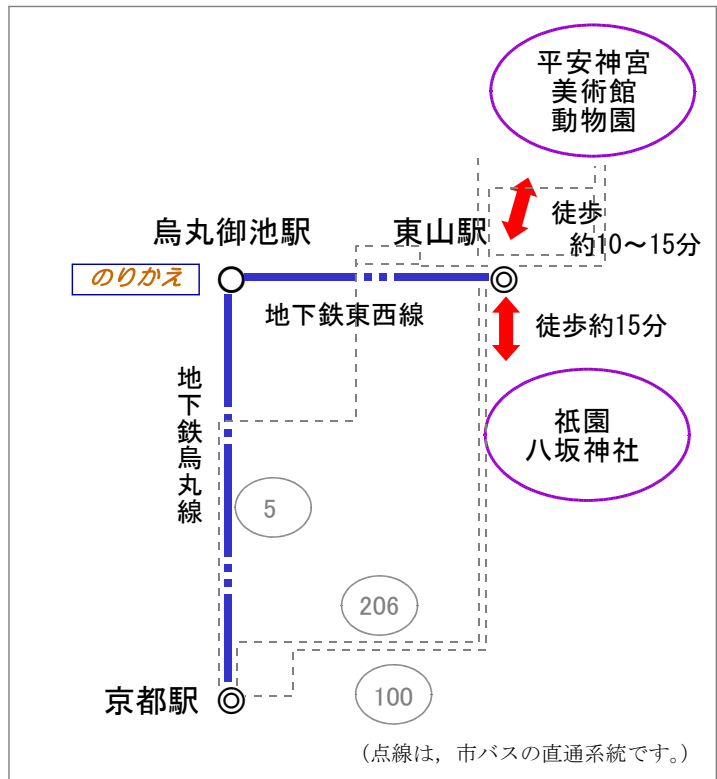 平安神宮
美術館
動物園
徒歩
約10～15分
烏丸御池駅
東山駅
のりかえ
地下鉄東西線
徒歩約15分
地下鉄烏丸線
祇園
八坂神社
5
206
京都駅
100
(点線は，市バスの直通系統です。)